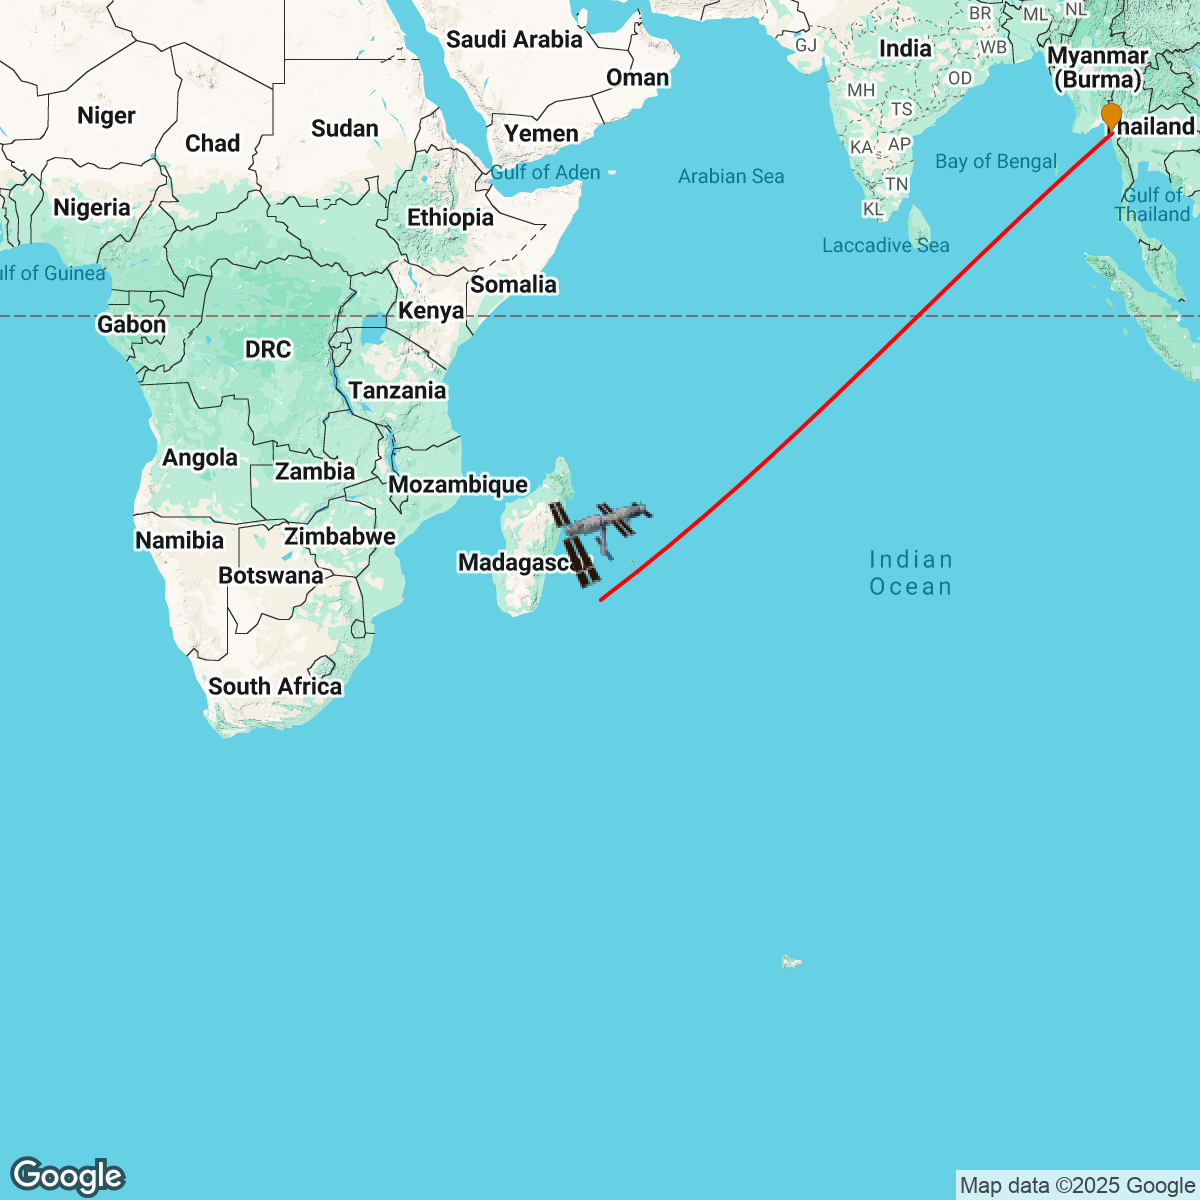 BR
ML
NL
Saudi Arabia
GJ
India
WB
Myanmar
(Burma)
Oman
OD
MH
TS
Niger
Sudan
Yemen
Thailand
Chad
KA
AP
Bay of Bengal
Gulf of Aden
Arabian Sea
TN
Gulf of
Thailand
Nigeria
Ethiopia
KL
Laccadive Sea
ulf of Guinea
Somalia
Kenya
Gabon
DRC
Tanzania
Angola
Zambia
Mozambique
Namibia
Zimbabwe
Madagasca
Indian
Ocean
Botswana
South Africa
Google
Map data ©2025 Google